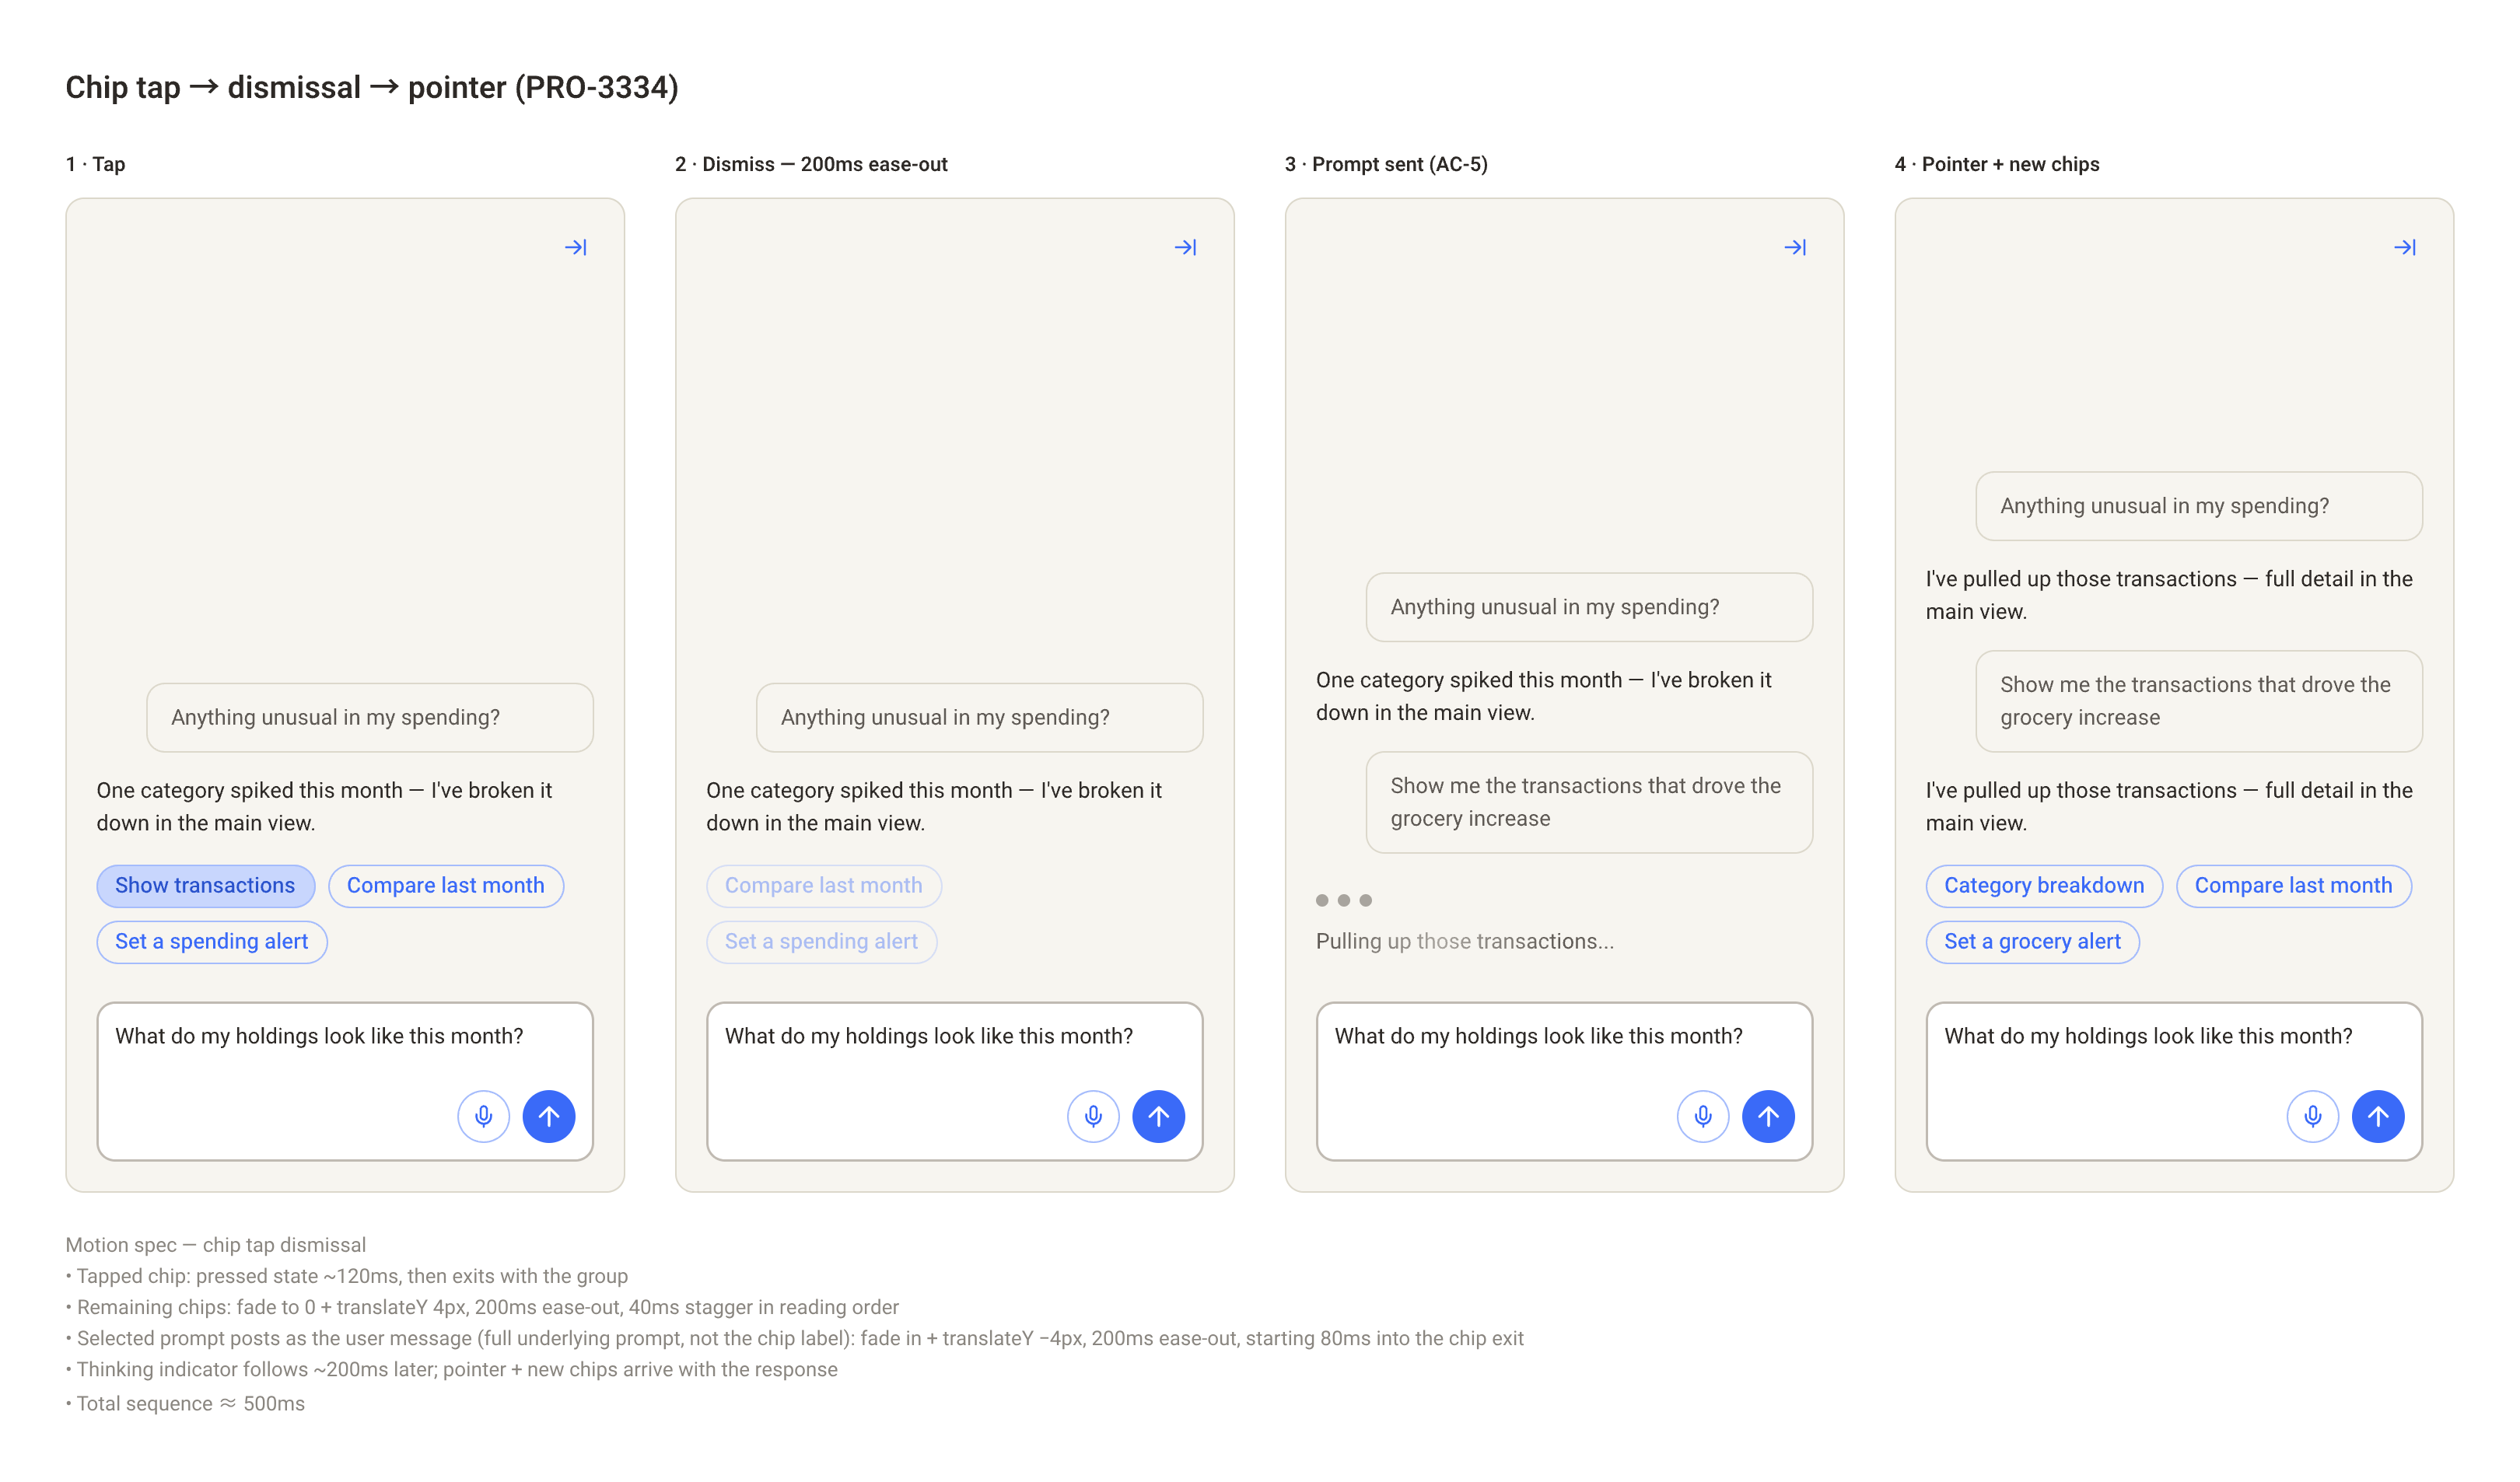 Chip tap → dismissal → pointer (PRO-3334)
1 · Tap
Anything unusual in my spending?
One category spiked this month — I've broken it
down in the main view.
Show transactions
Compare last month
Set a spending alert
What do my holdings look like this month?
2 · Dismiss — 200ms ease-out
Anything unusual in my spending?
One category spiked this month — I've broken it
down in the main view.
Compare last month
Set a spending alert
What do my holdings look like this month?
3 · Prompt sent (AC-5)
Anything unusual in my spending?
One category spiked this month — I've broken it
down in the main view.
Show me the transactions that drove the
grocery increase
Pulling up those transactions...
What do my holdings look like this month?
4 · Pointer + new chips
Anything unusual in my spending?
I've pulled up those transactions — full detail in the
main view.
Show me the transactions that drove the
grocery increase
I've pulled up those transactions — full detail in the
main view.
Category breakdown
Compare last month
Set a grocery alert
What do my holdings look like this month?
Motion spec — chip tap dismissal
• Tapped chip: pressed state ~120ms, then exits with the group
• Remaining chips: fade to 0 + translateY 4px, 200ms ease-out, 40ms stagger in reading order
• Selected prompt posts as the user message (full underlying prompt, not the chip label): fade in + translateY −4px, 200ms ease-out, starting 80ms into the chip exit
• Thinking indicator follows ~200ms later; pointer + new chips arrive with the response
• Total sequence ≈ 500ms